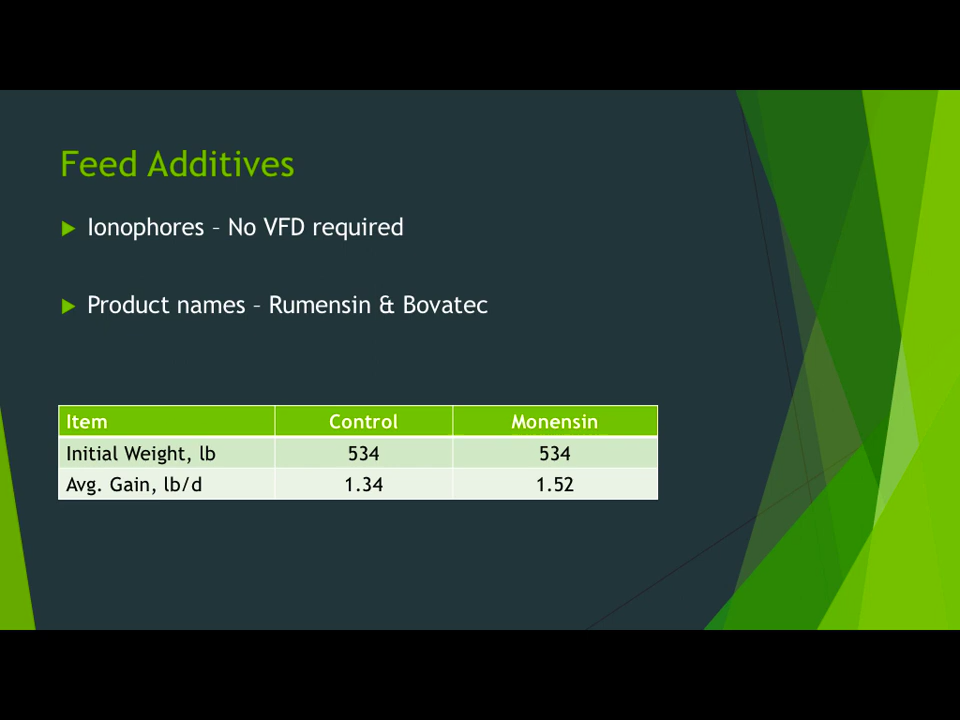 Feed Additives
Ionophores – No VFD required
Product names – Rumensin & Bovatec
Item Control Monensin
Initial Weight, lb 534 534
Avg. Gain, lb/d 1.34 1.52